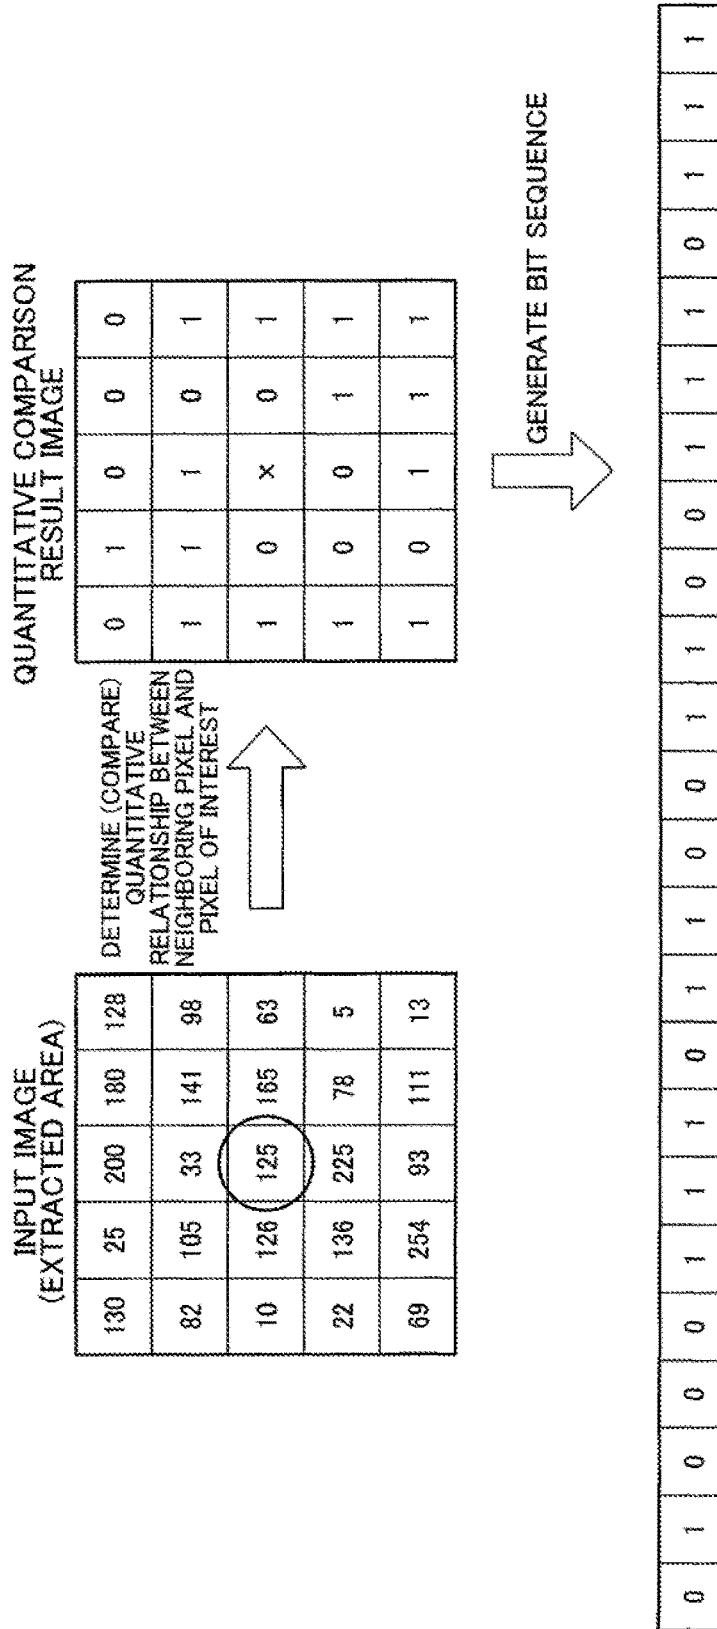 INPUT IMAGE
(EXTRACTED AREA)
130 25 200 180 128
82 105 33 141 98
10 126 125 165 63
22 136 225 78 5
69 254 93 111 13
DETERMINE (COMPARE)
QUANTITATIVE
RELATIONSHIP BETWEEN
NEIGHBORING PIXEL AND
PIXEL OF INTEREST
QUANTITATIVE COMPARISON
RESULT IMAGE
0 1 0 0 0
1 1 1 0 1
1 0 × 0 1
1 0 0 1 1
1 0 1 1 1
GENERATE BIT SEQUENCE
0 1 0 0 0 1 1 1 0 1 1 0 0 1 1 0 0 1 1 1 0 1 1 1